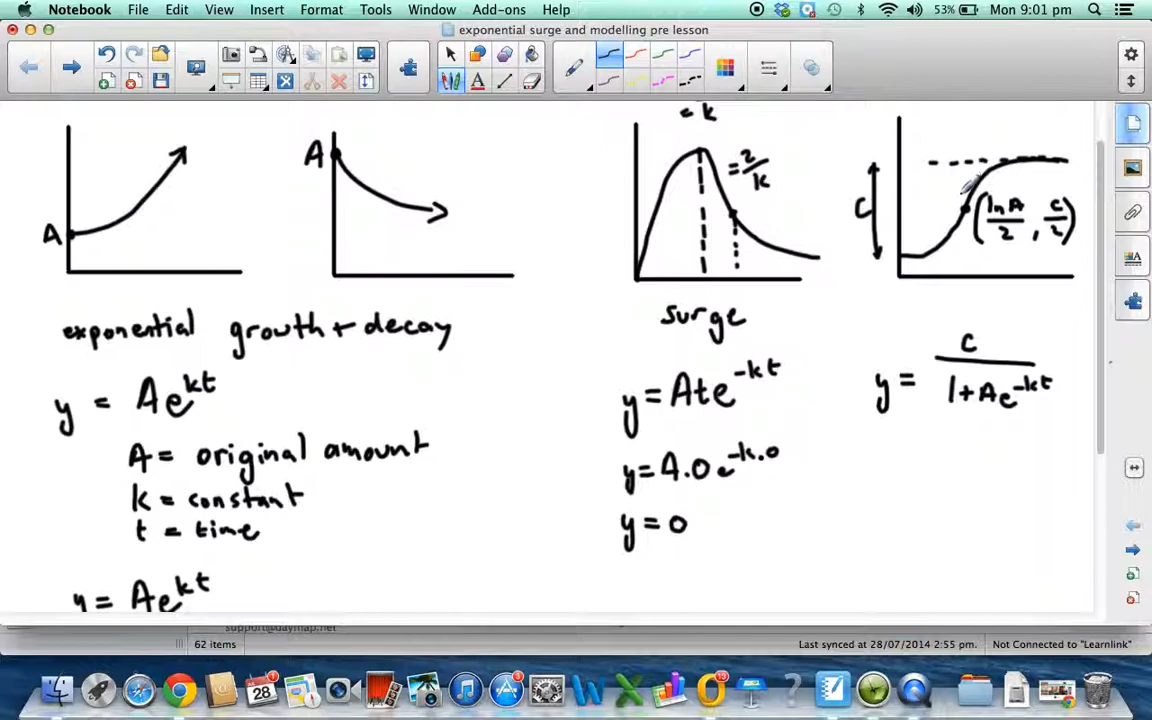 Notebook File Edit View Insert Format Tools Window Add-ons Help 53% Mon 9:01 pm
exponential surge and modelling pre lesson
= k
A
A
= 2/k
C
(lnA/2, c/2)
A
exponential growth + decay
surge
y = Ae^kt
y = Ate^-kt
y = c/(1+Ae^-kt)
A = original amount
k = constant
t = time
y = A.0e^-k.0
y = 0
y = Ae^kt
support@daymap.net
62 items
Last synced at 28/07/2014 2:55 pm.
Not Connected to "Learnlink"